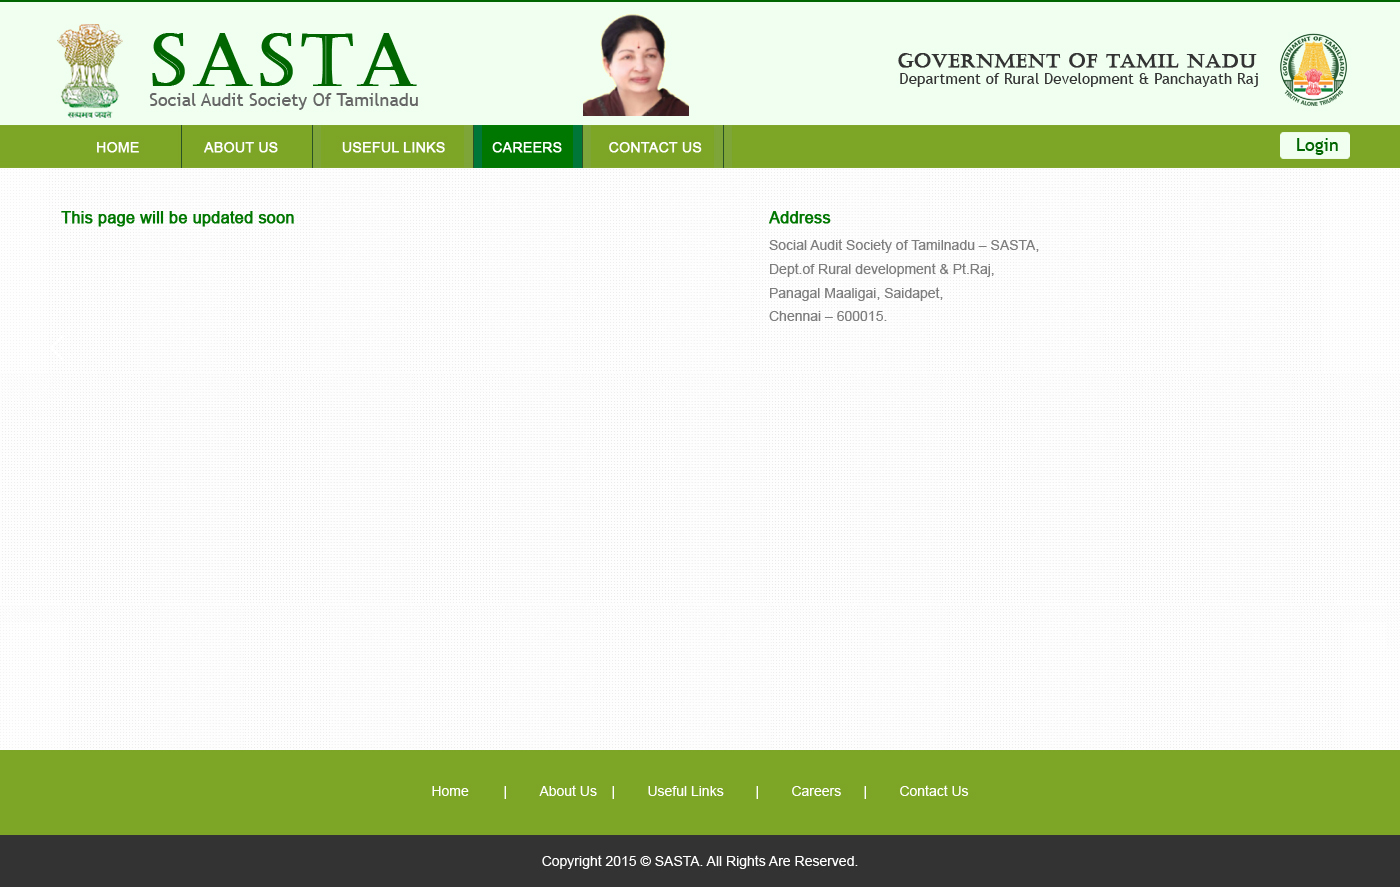 SASTA
Social Audit Society Of Tamilnadu
सत्यमेव जयते
GOVERNMENT OF TAMIL NADU
Department of Rural Development & Panchayath Raj
GOVERNMENT OF TAMILNADU
TRUTH ALONE TRIUMPHS
HOME
ABOUT US
USEFUL LINKS
CAREERS
CONTACT US
Login
This page will be updated soon
Address
Social Audit Society of Tamilnadu – SASTA,
Dept.of Rural development & Pt.Raj,
Panagal Maaligai, Saidapet,
Chennai – 600015.
Home | About Us | Useful Links | Careers | Contact Us
Copyright 2015 © SASTA. All Rights Are Reserved.